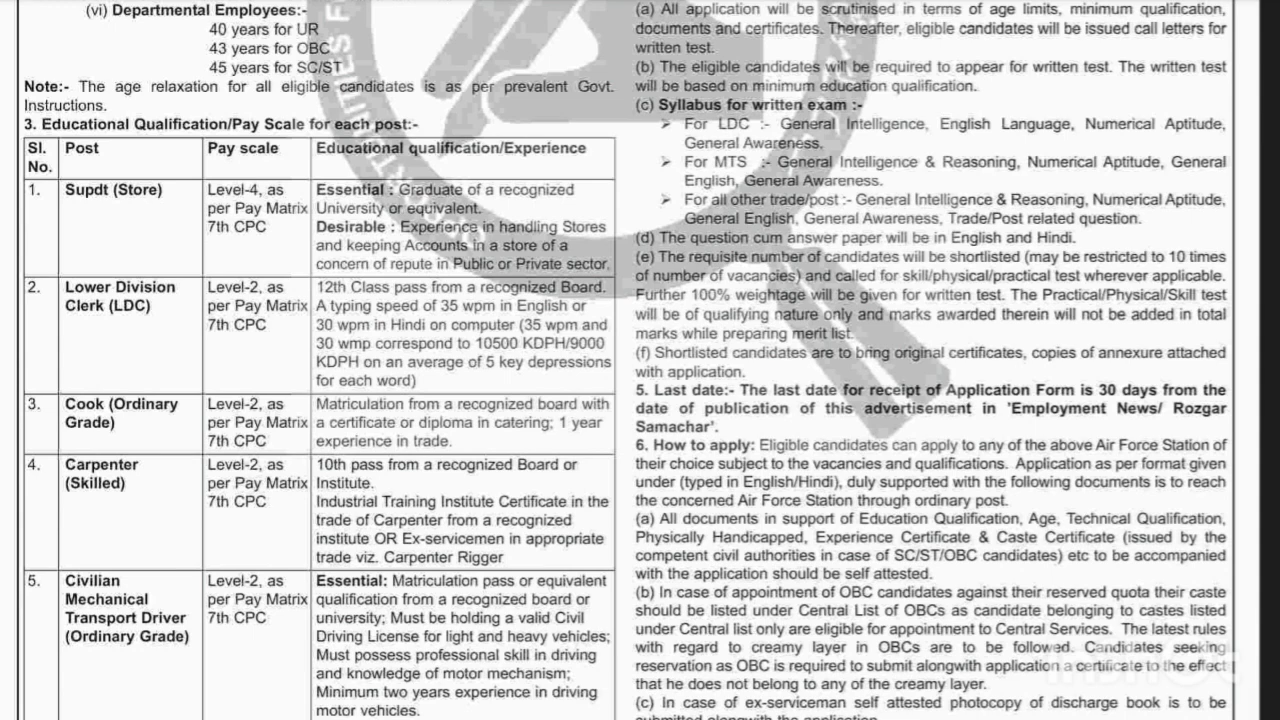 (vi) Departmental Employees:-
40 years for UR
43 years for OBC
45 years for SC/ST
Note:- The age relaxation for all eligible candidates is as per prevalent Govt.
Instructions.
3. Educational Qualification/Pay Scale for each post:-
Sl. No.
Post
Pay scale
Educational qualification/Experience
1.
Supdt (Store)
Level-4, as
per Pay Matrix
7th CPC
Essential : Graduate of a recognized
University or equivalent.
Desirable : Experience in handling Stores
and keeping Accounts in a store of a
concern of repute in Public or Private sector.
2.
Lower Division
Clerk (LDC)
Level-2, as
per Pay Matrix
7th CPC
12th Class pass from a recognized Board.
A typing speed of 35 wpm in English or
30 wpm in Hindi on computer (35 wpm and
30 wmp correspond to 10500 KDPH/9000
KDPH on an average of 5 key depressions
for each word)
3.
Cook (Ordinary
Grade)
Level-2, as
per Pay Matrix
7th CPC
Matriculation from a recognized board with
a certificate or diploma in catering; 1 year
experience in trade.
4.
Carpenter
(Skilled)
Level-2, as
per Pay Matrix
7th CPC
10th pass from a recognized Board or
Institute.
Industrial Training Institute Certificate in the
trade of Carpenter from a recognized
institute OR Ex-servicemen in appropriate
trade viz. Carpenter Rigger
5.
Civilian
Mechanical
Transport Driver
(Ordinary Grade)
Level-2, as
per Pay Matrix
7th CPC
Essential: Matriculation pass or equivalent
qualification from a recognized board or
university; Must be holding a valid Civil
Driving License for light and heavy vehicles;
Must possess professional skill in driving
and knowledge of motor mechanism;
Minimum two years experience in driving
motor vehicles.
(a) All application will be scrutinised in terms of age limits, minimum qualification,
documents and certificates. Thereafter, eligible candidates will be issued call letters for
written test.
(b) The eligible candidates will be required to appear for written test. The written test
will be based on minimum education qualification.
(c) Syllabus for written exam :-
➢ For LDC :- General Intelligence, English Language, Numerical Aptitude,
General Awareness.
➢ For MTS :- General Intelligence & Reasoning, Numerical Aptitude, General
English, General Awareness.
➢ For all other trade/post :- General Intelligence & Reasoning, Numerical Aptitude,
General English, General Awareness, Trade/Post related question.
(d) The question cum answer paper will be in English and Hindi.
(e) The requisite number of candidates will be shortlisted (may be restricted to 10 times
of number of vacancies) and called for skill/physical/practical test wherever applicable.
Further 100% weightage will be given for written test. The Practical/Physical/Skill test
will be of qualifying nature only and marks awarded therein will not be added in total
marks while preparing merit list.
(f) Shortlisted candidates are to bring original certificates, copies of annexure attached
with application.
5. Last date:- The last date for receipt of Application Form is 30 days from the
date of publication of this advertisement in 'Employment News/ Rozgar
Samachar'.
6. How to apply: Eligible candidates can apply to any of the above Air Force Station of
their choice subject to the vacancies and qualifications. Application as per format given
under (typed in English/Hindi), duly supported with the following documents is to reach
the concerned Air Force Station through ordinary post.
(a) All documents in support of Education Qualification, Age, Technical Qualification,
Physically Handicapped, Experience Certificate & Caste Certificate (issued by the
competent civil authorities in case of SC/ST/OBC candidates) etc to be accompanied
with the application should be self attested.
(b) In case of appointment of OBC candidates against their reserved quota their caste
should be listed under Central List of OBCs as candidate belonging to castes listed
under Central list only are eligible for appointment to Central Services. The latest rules
with regard to creamy layer in OBCs are to be followed. Candidates seeking
reservation as OBC is required to submit alongwith application a certificate to the effect
that he does not belong to any of the creamy layer.
(c) In case of ex-serviceman self attested photocopy of discharge book is to be
submitted alongwith the application.